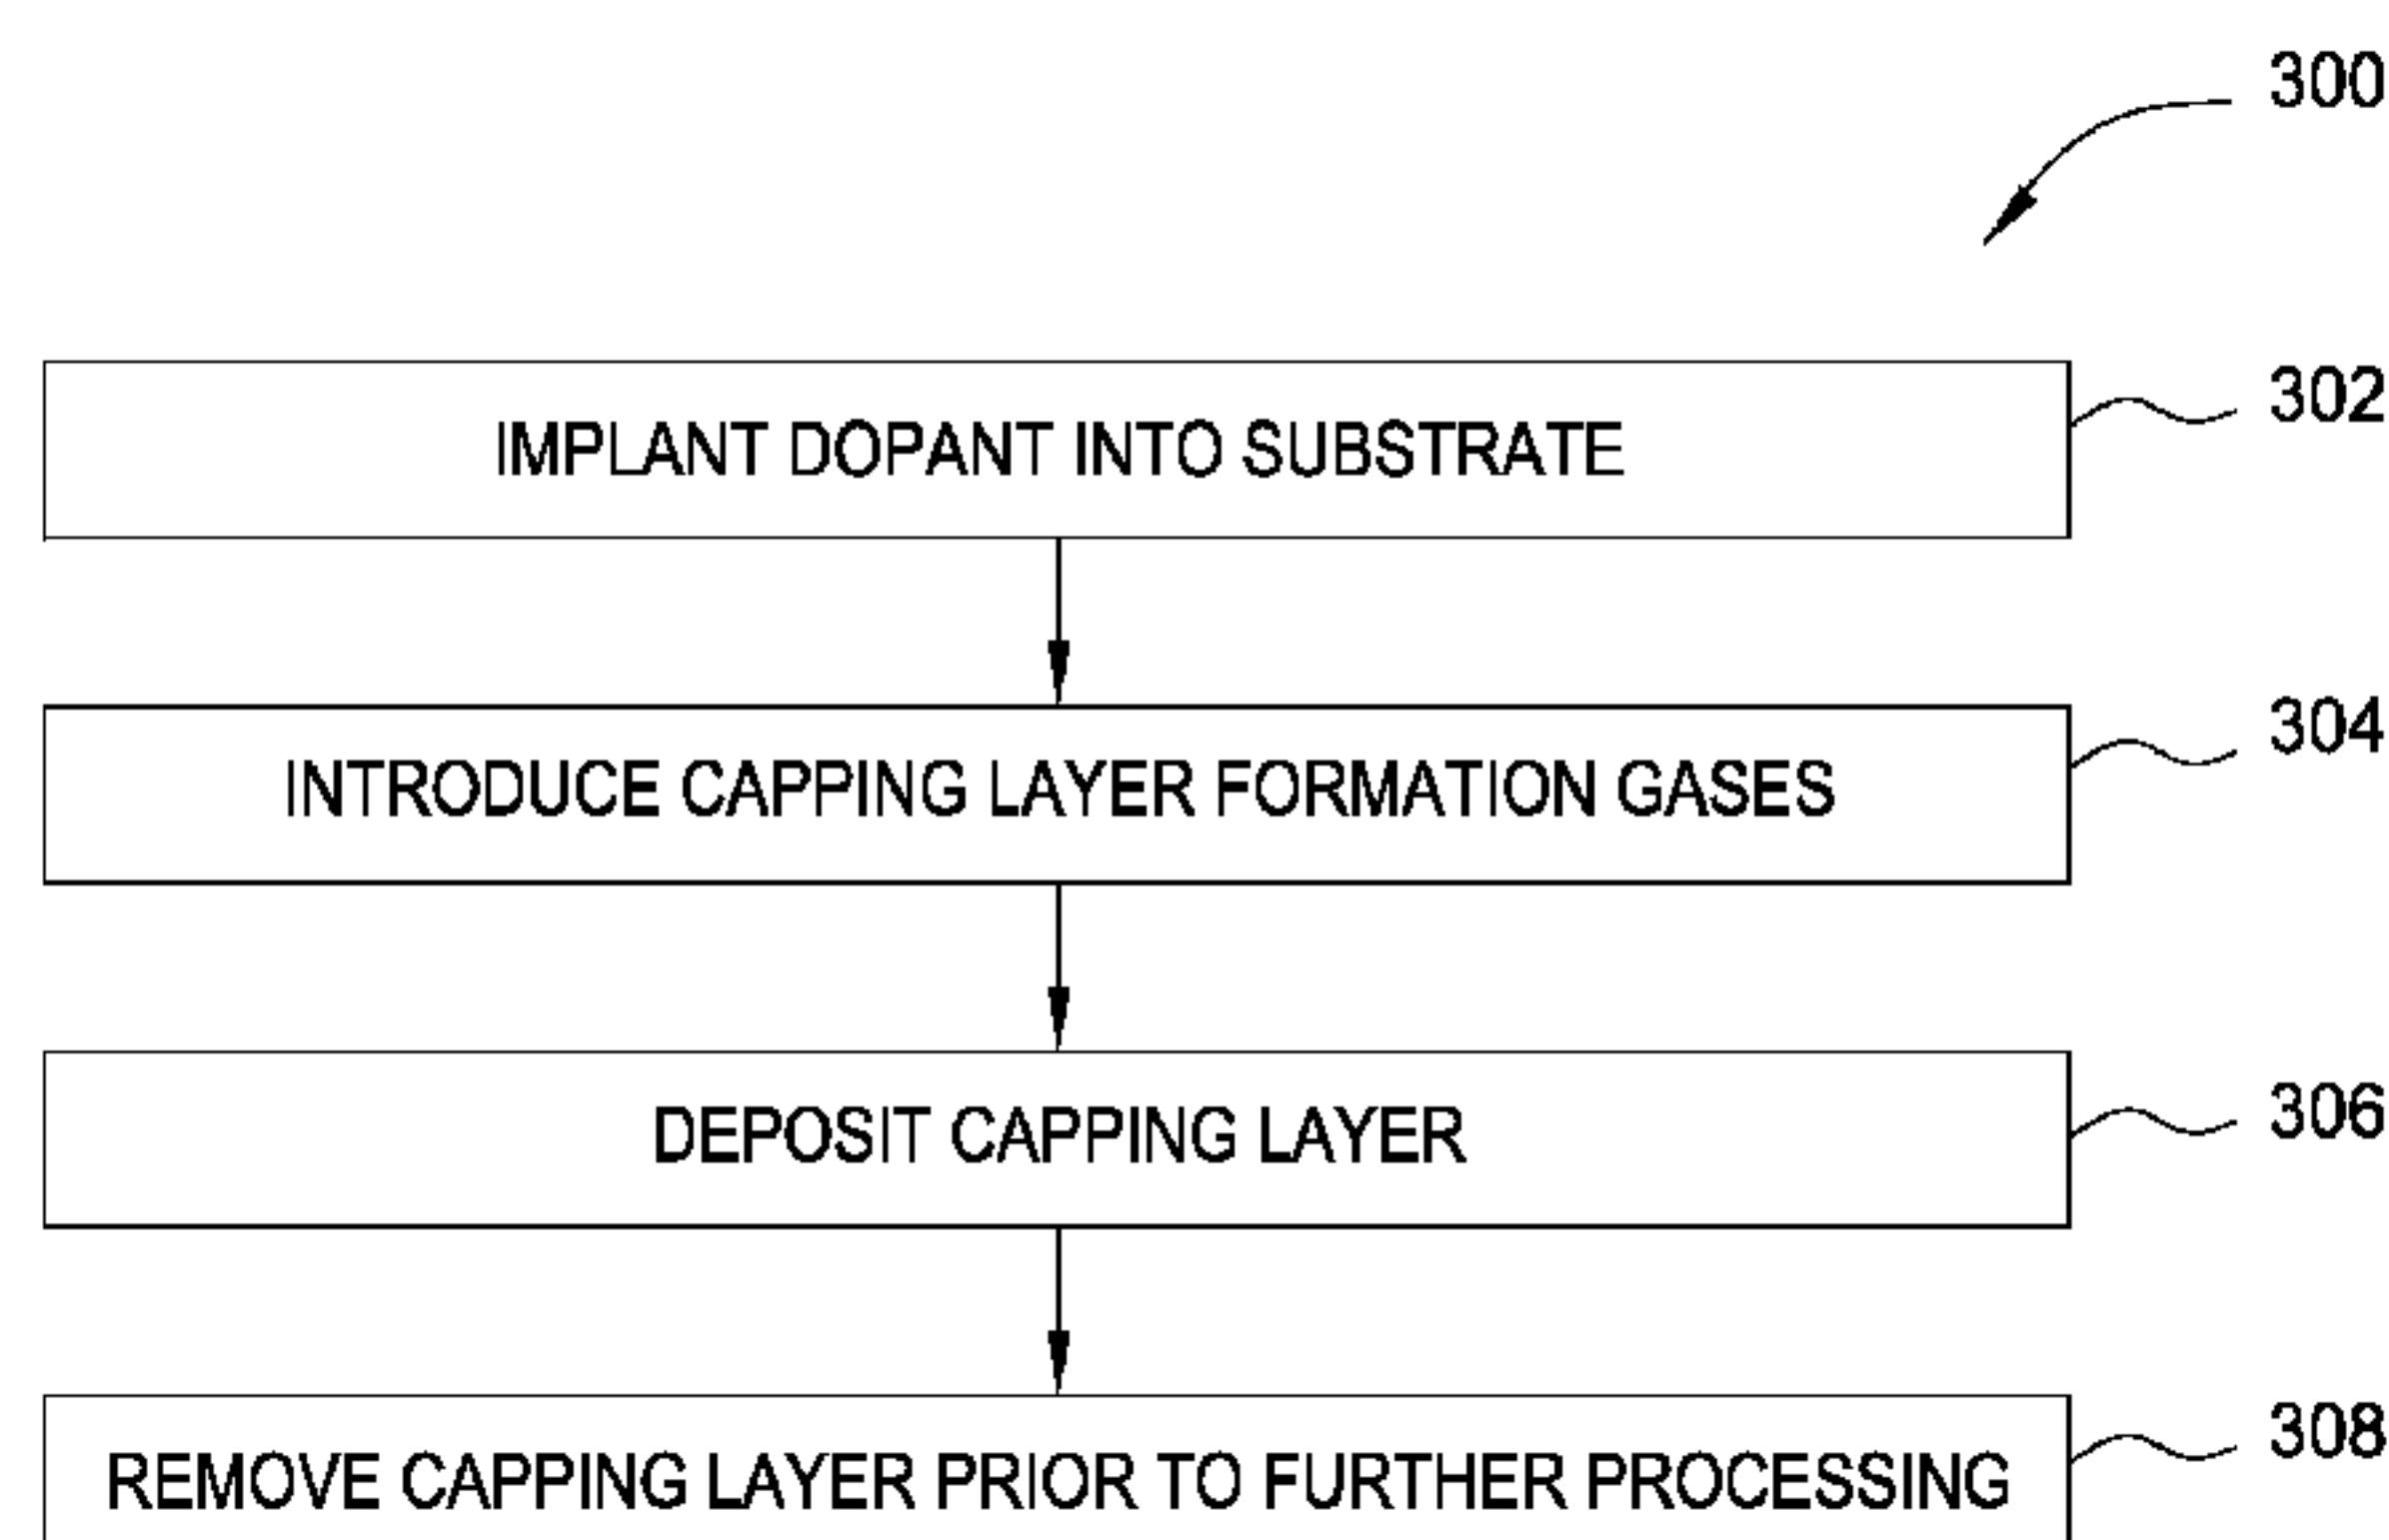 300
IMPLANT DOPANT INTO SUBSTRATE
302
INTRODUCE CAPPING LAYER FORMATION GASES
304
DEPOSIT CAPPING LAYER
306
REMOVE CAPPING LAYER PRIOR TO FURTHER PROCESSING
308